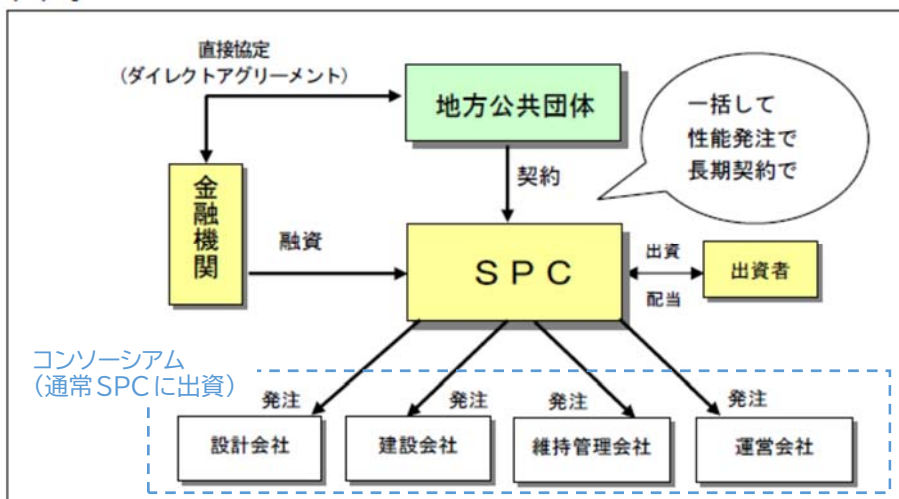 直接協定
（ダイレクトアグリーメント）
地方公共団体
一括して
性能発注で
長期契約で
契約
金融機関
融資
ＳＰＣ
出資
配当
出資者
コンソーシアム
（通常SPCに出資）
発注
発注
発注
発注
設計会社
建設会社
維持管理会社
運営会社